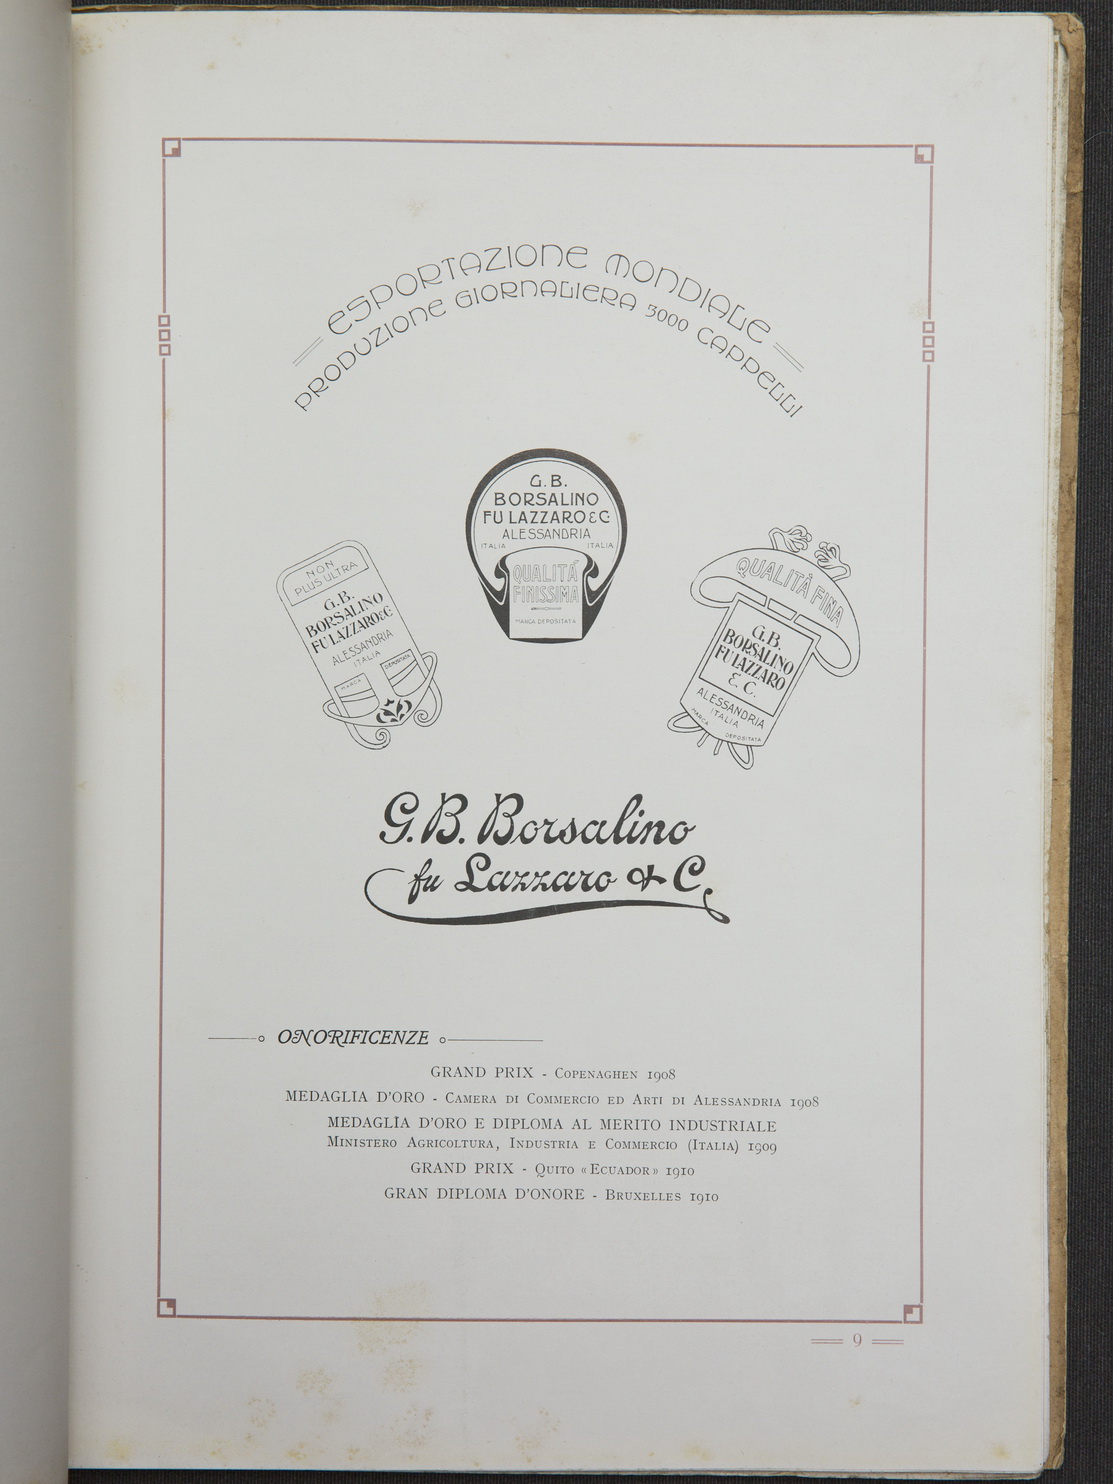 ESPORTAZIONE MONDIALE
PRODUZIONE GIORNALIERA 3000 CAPPELLI
G. B.
BORSALINO
FU LAZZARO & C.
ALESSANDRIA
ITALIA ITALIA
QUALITÁ
FINISSIMA
MARCA DEPOSITATA
NON
PLUS ULTRA
G. B.
BORSALINO
FU LAZZARO & C
ALESSANDRIA
ITALIA
MARCA DEPOSITATA
QUALITÀ FINA
G. B.
BORSALINO
FU LAZZARO
& C.
ALESSANDRIA
ITALIA
MARCA DEPOSITATA
G. B. Borsalino
fu Lazzaro & C.
ONORIFICENZE
GRAND PRIX - COPENAGHEN 1908
MEDAGLIA D'ORO - CAMERA DI COMMERCIO ED ARTI DI ALESSANDRIA 1908
MEDAGLIA D'ORO E DIPLOMA AL MERITO INDUSTRIALE
MINISTERO AGRICOLTURA, INDUSTRIA E COMMERCIO (ITALIA) 1909
GRAND PRIX - QUITO « ECUADOR » 1910
GRAN DIPLOMA D'ONORE - BRUXELLES 1910
9